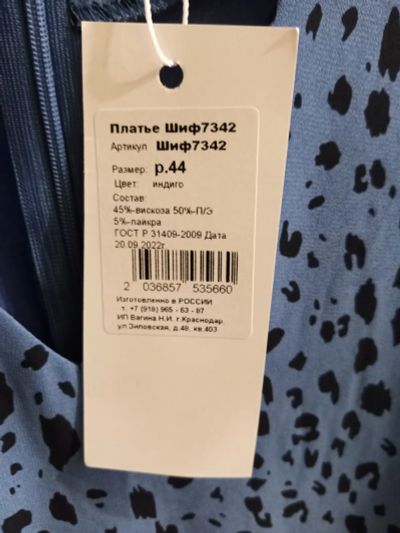 Платье Шиф7342
Артикул Шиф7342
Размер: р.44
Цвет: индиго
Состав:
45%-вискоза 50%-П/Э
5%-лайкра
ГОСТ Р 31409-2009 Дата
20.09.2022г
2 036857 535660
Изготовленно в РОССИИ
т. +7 (918) 965 - 63 - 87
ИП Вагина Н.И. г.Краснодар,
ул.Зиповская, д.48, кв.403